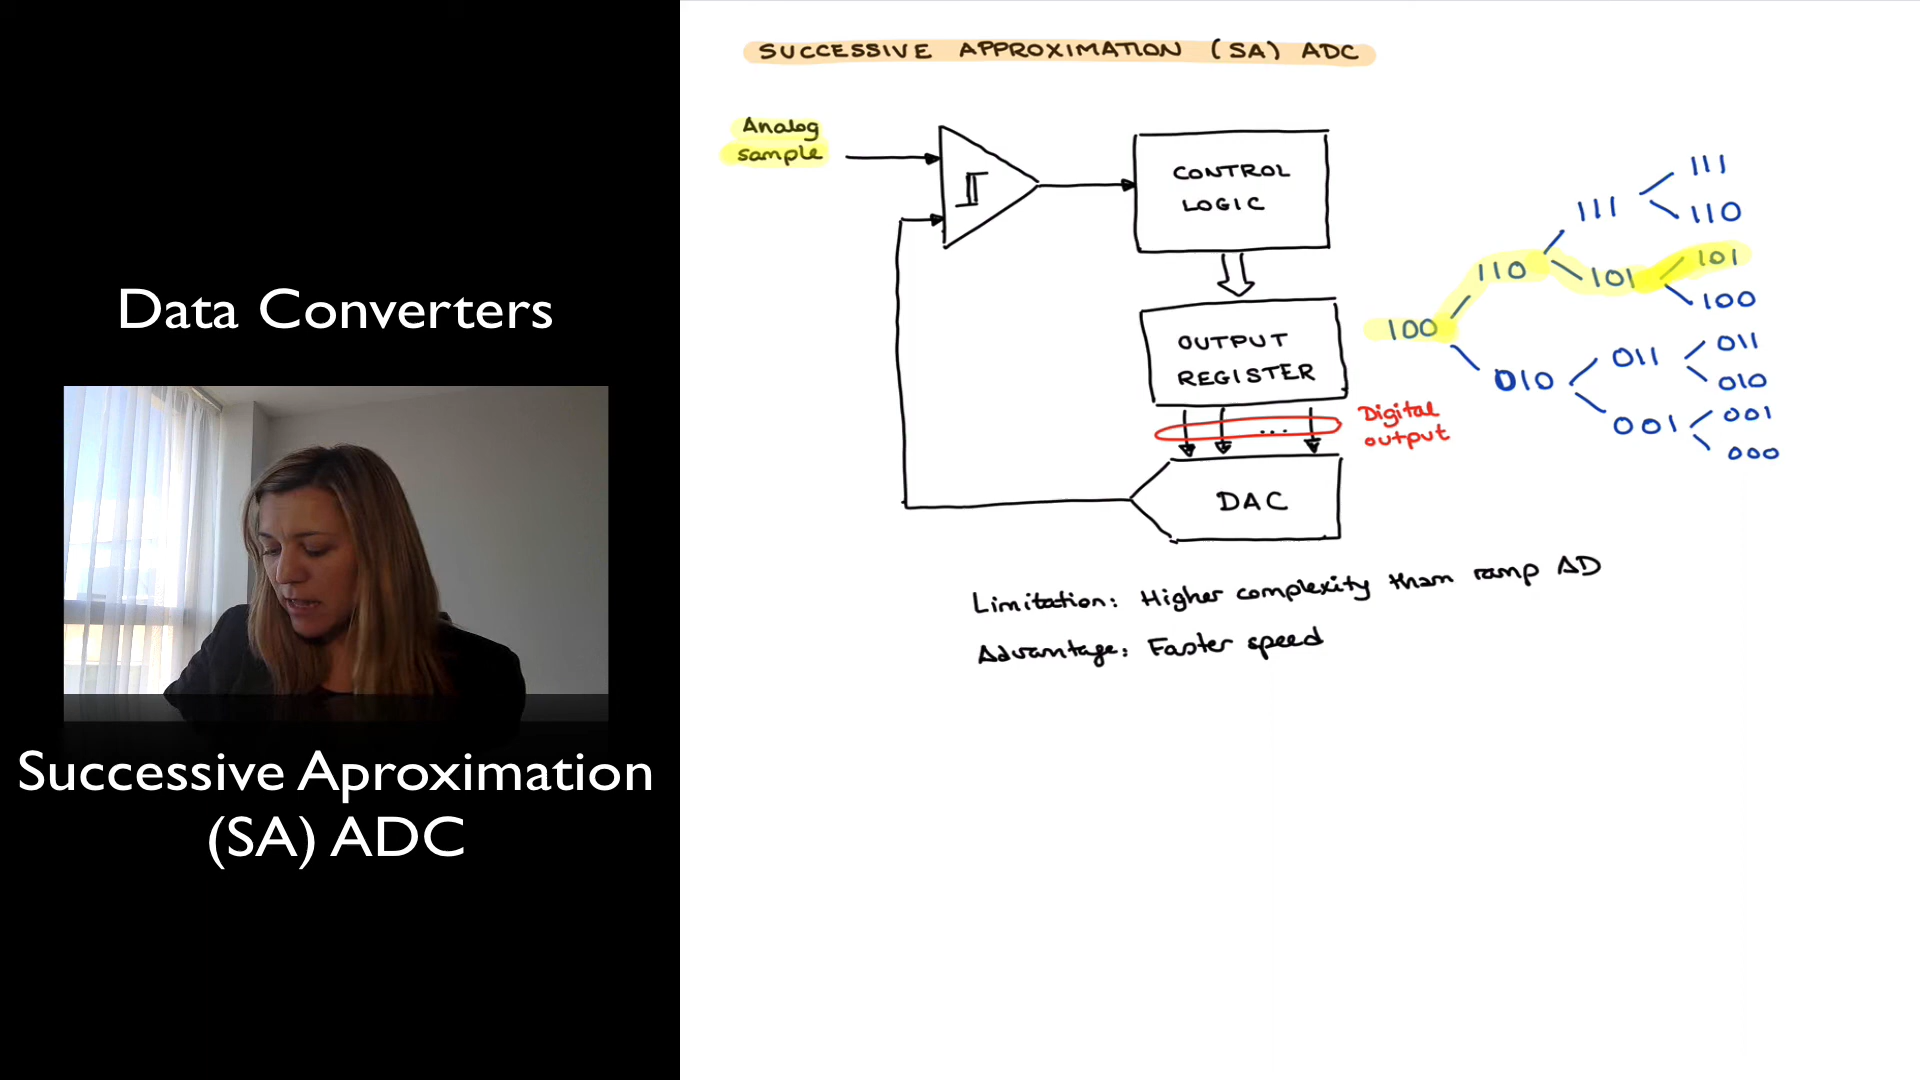 Data Converters
Successive Aproximation
(SA) ADC
SUCCESSIVE APPROXIMATION (SA) ADC
Analog
sample
CONTROL
LOGIC
OUTPUT
REGISTER
...
Digital
output
DAC
100
110
010
111
101
011
001
111
110
101
100
011
010
001
000
Limitation: Higher complexity than ramp AD
Advantage: Faster speed